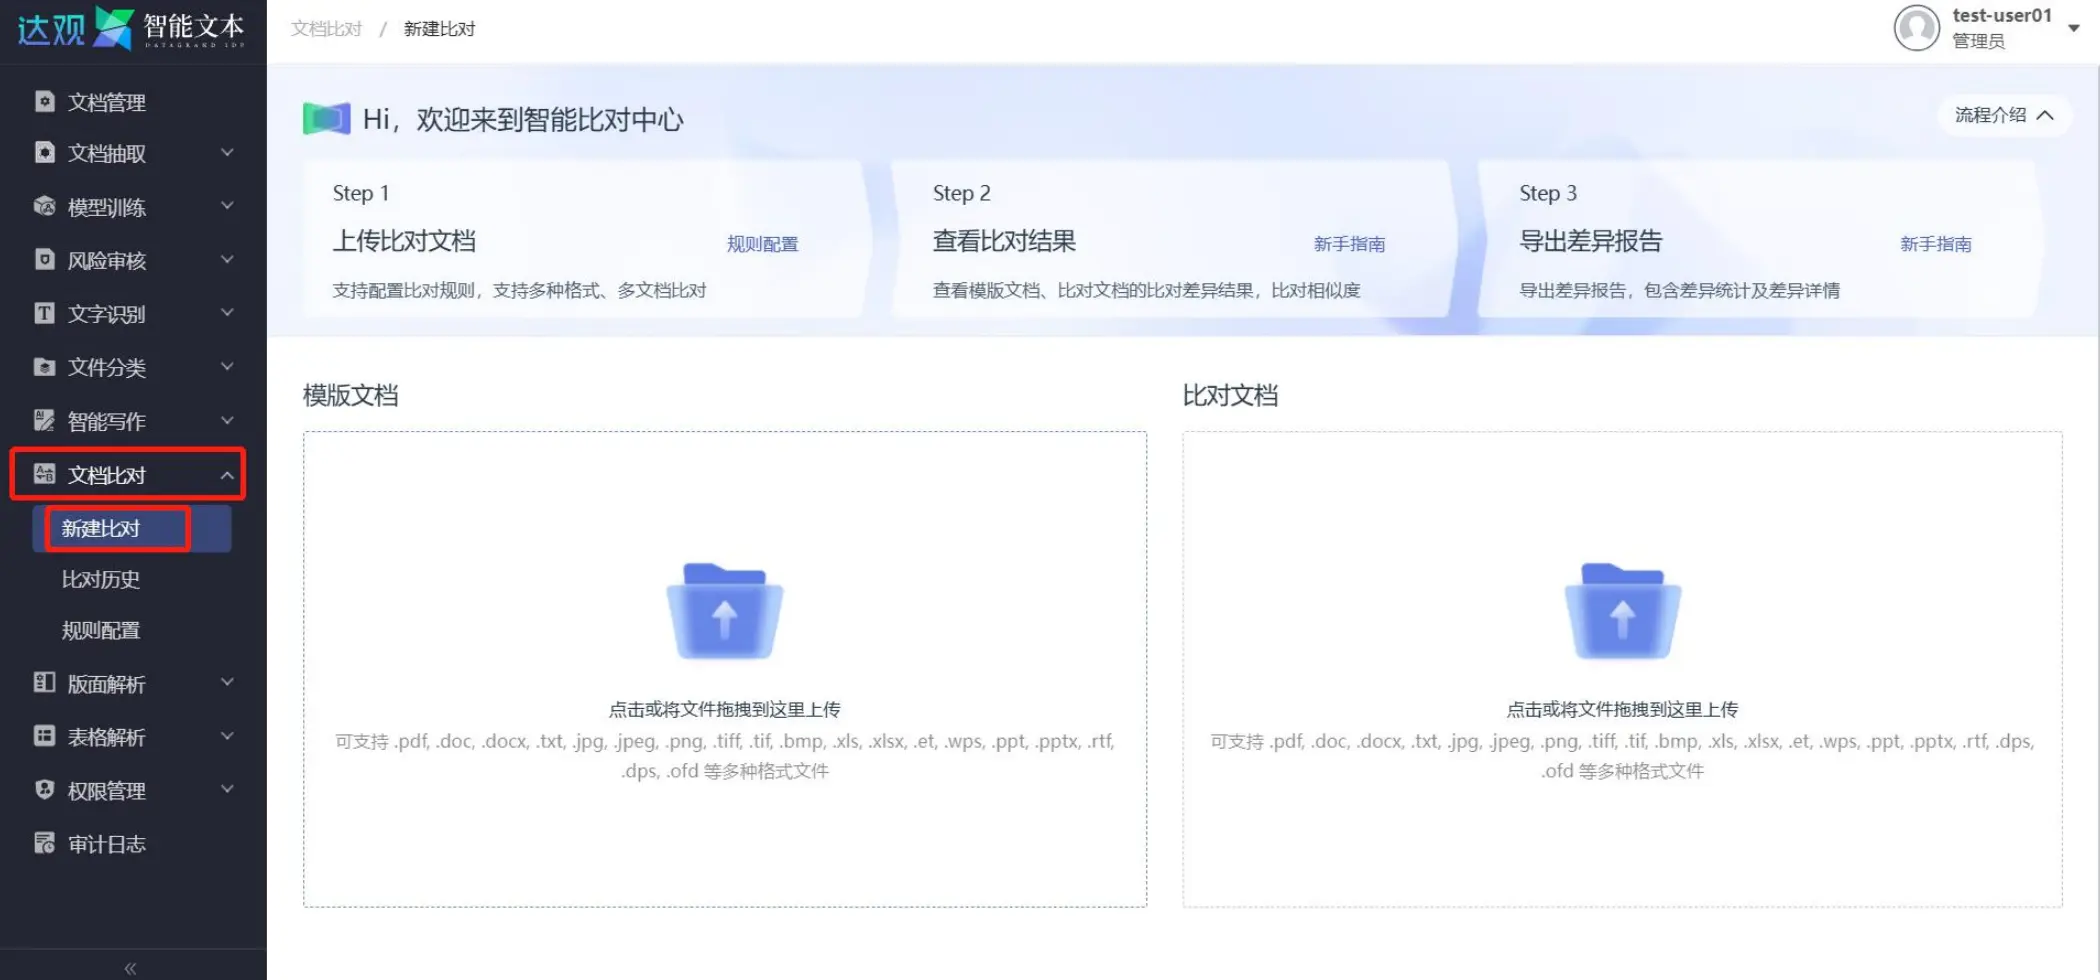 达观 智能文本
DATAGRAND IDP
文档比对 / 新建比对
test-user01
管理员
文档管理
文档抽取
模型训练
风险审核
文字识别
文件分类
智能写作
文档比对
新建比对
比对历史
规则配置
版面解析
表格解析
权限管理
审计日志
Hi，欢迎来到智能比对中心
流程介绍
Step 1
上传比对文档
规则配置
支持配置比对规则，支持多种格式、多文档比对
Step 2
查看比对结果
新手指南
查看模版文档、比对文档的比对差异结果，比对相似度
Step 3
导出差异报告
新手指南
导出差异报告，包含差异统计及差异详情
模版文档
点击或将文件拖拽到这里上传
可支持 .pdf, .doc, .docx, .txt, .jpg, .jpeg, .png, .tiff, .tif, .bmp, .xls, .xlsx, .et, .wps, .ppt, .pptx, .rtf,
.dps, .ofd 等多种格式文件
比对文档
点击或将文件拖拽到这里上传
可支持 .pdf, .doc, .docx, .txt, .jpg, .jpeg, .png, .tiff, .tif, .bmp, .xls, .xlsx, .et, .wps, .ppt, .pptx, .rtf, .dps,
.ofd 等多种格式文件